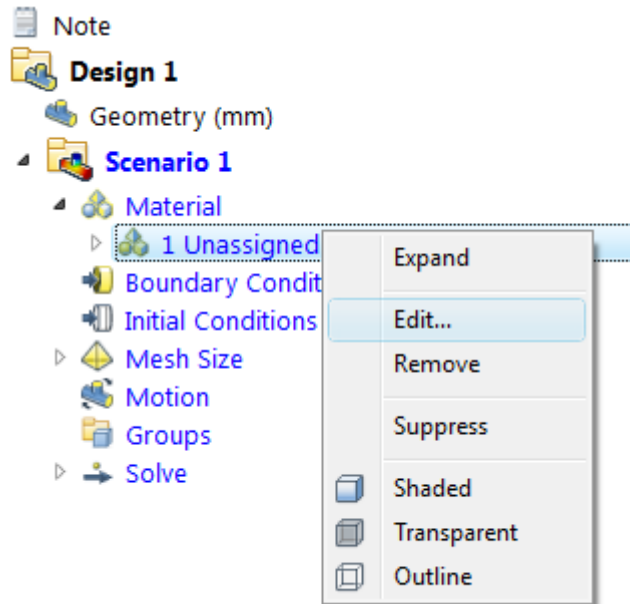 Note
Design 1
Geometry (mm)
Scenario 1
Material
1 Unassigned
Boundary Condit
Initial Conditions
Mesh Size
Motion
Groups
Solve
Expand
Edit...
Remove
Suppress
Shaded
Transparent
Outline